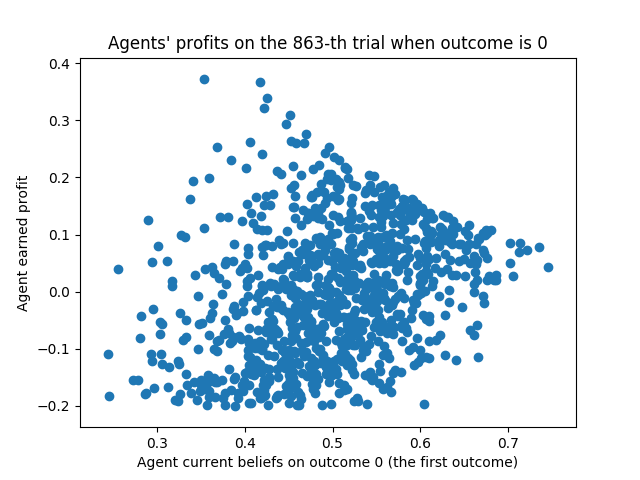 Agents' profits on the 863-th trial when outcome is 0
Agent earned profit
0.4
0.3
0.2
0.1
0.0
−0.1
−0.2
0.3 0.4 0.5 0.6 0.7
Agent current beliefs on outcome 0 (the first outcome)